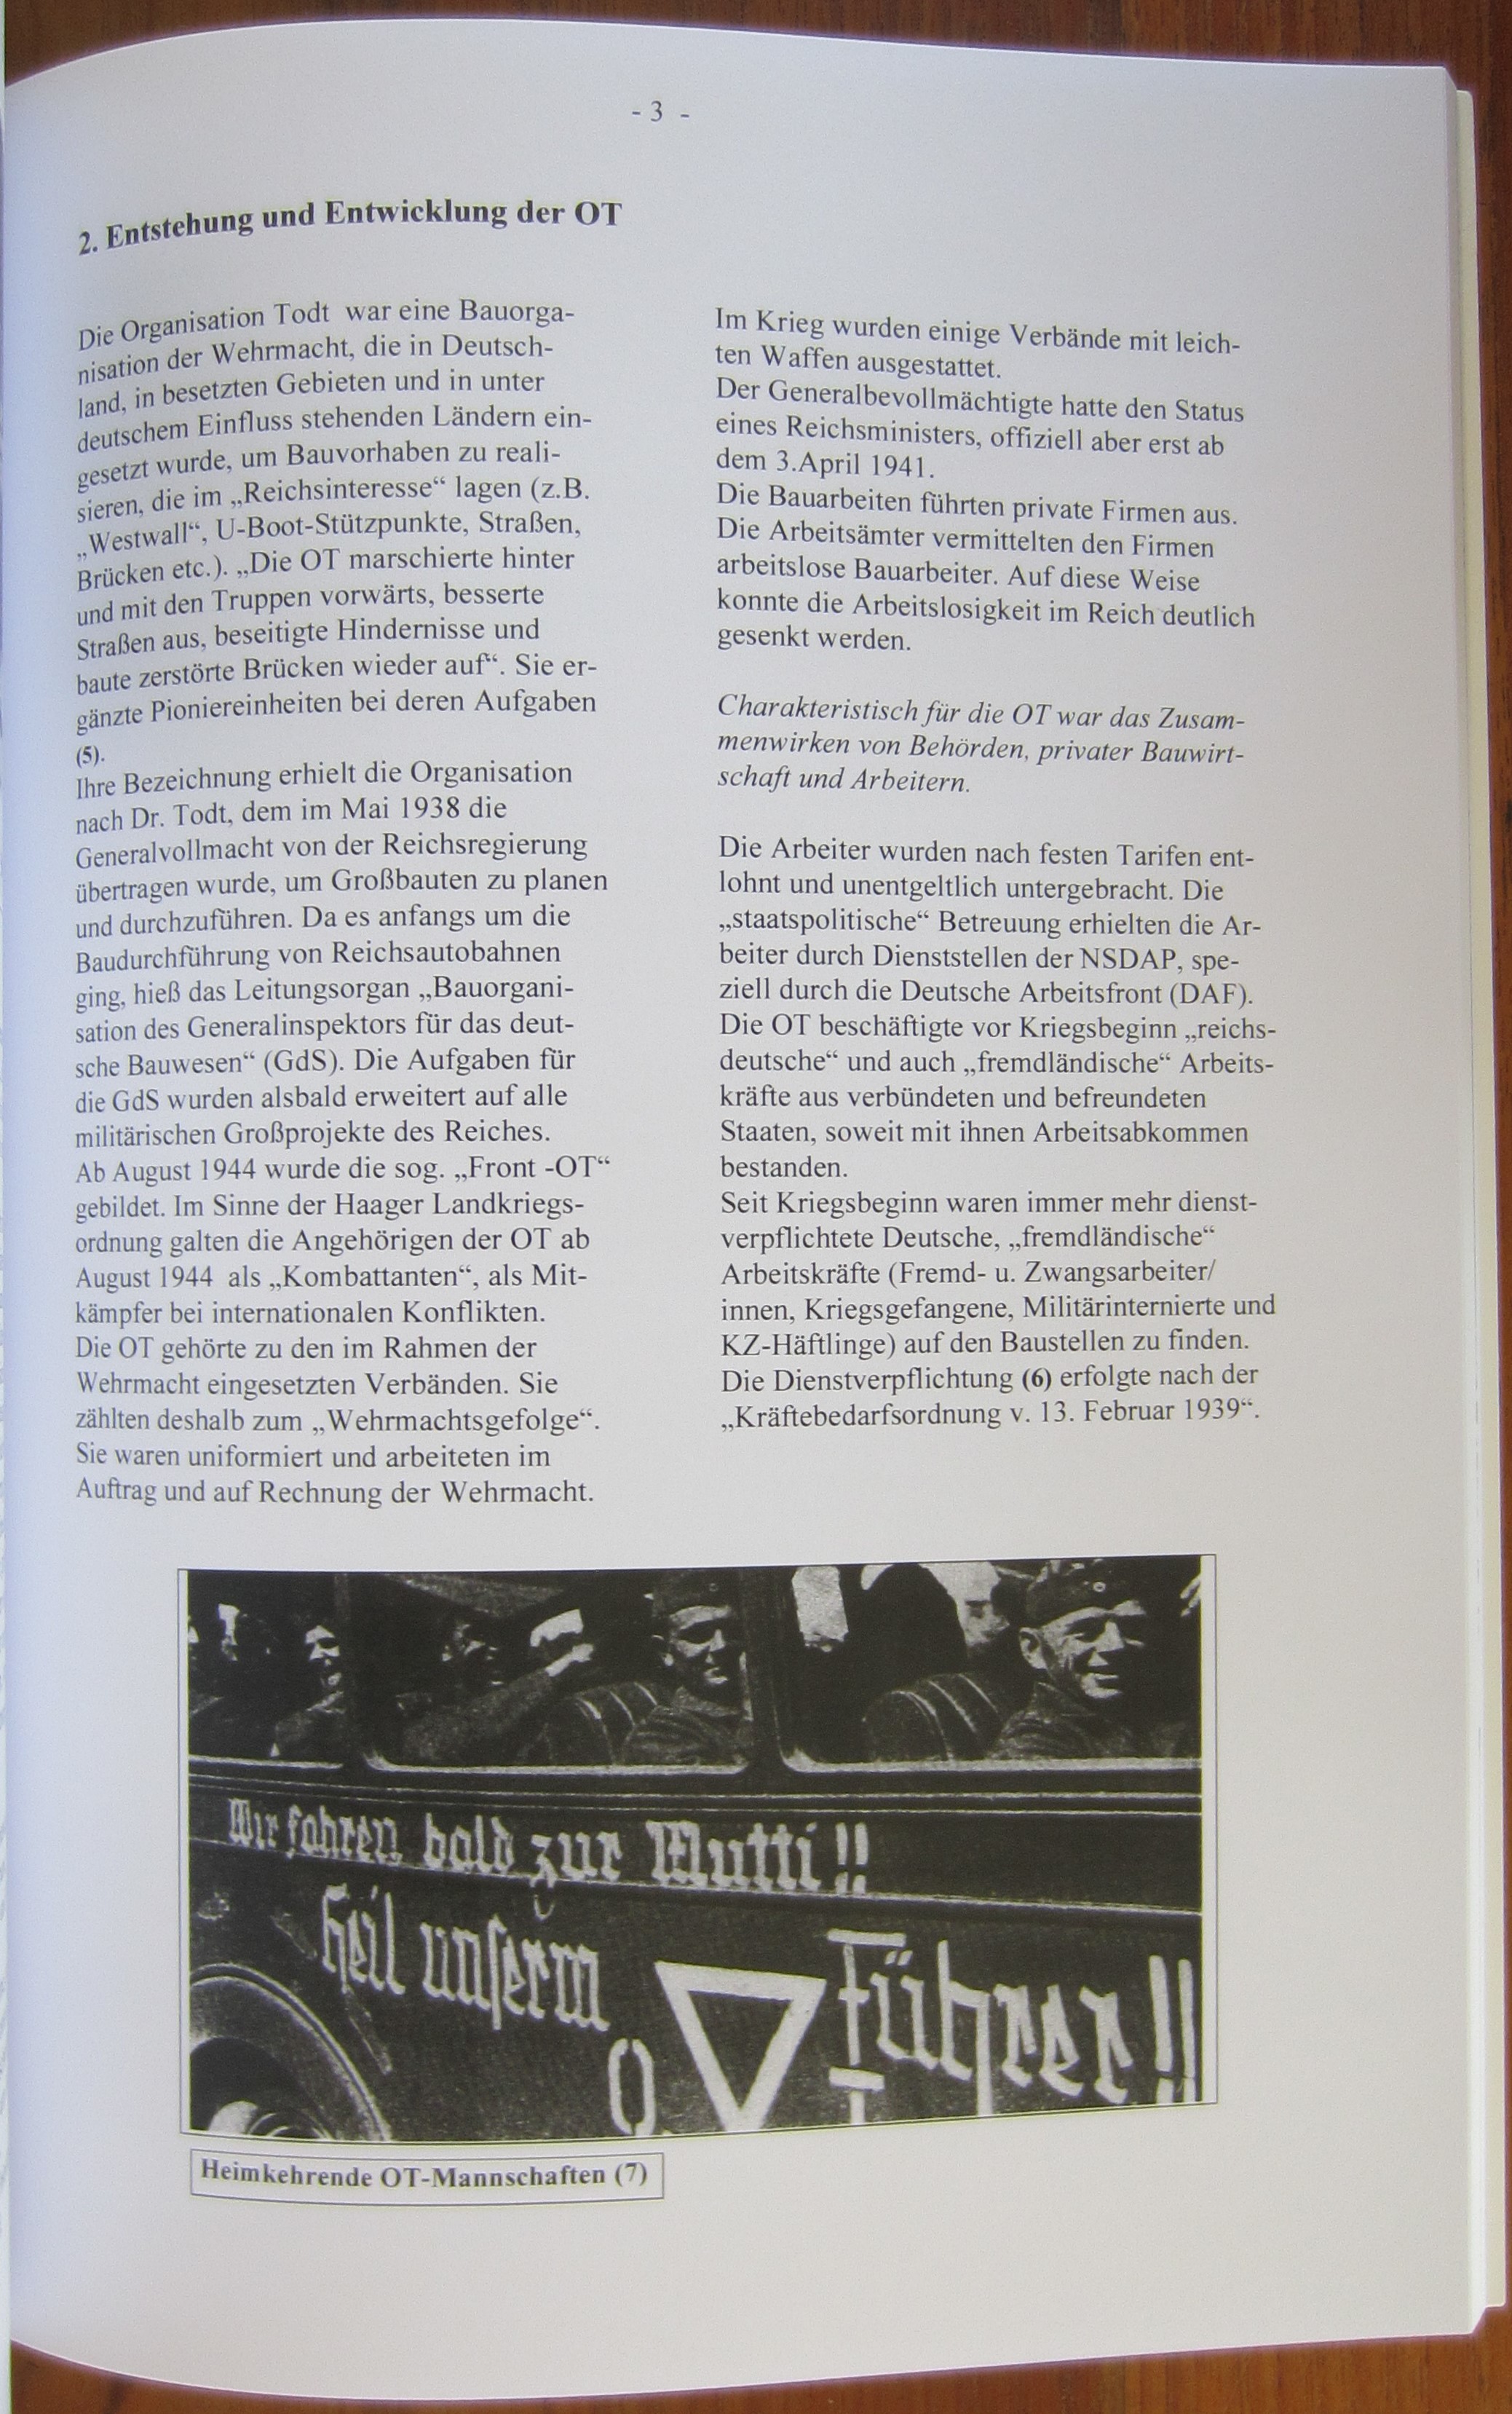 - 3 -
2. Entstehung und Entwicklung der OT
Die Organisation Todt war eine Bauorga-
nisation der Wehrmacht, die in Deutsch-
land, in besetzten Gebieten und in unter
deutschem Einfluss stehenden Ländern ein-
gesetzt wurde, um Bauvorhaben zu reali-
sieren, die im „Reichsinteresse“ lagen (z.B.
„Westwall“, U-Boot-Stützpunkte, Straßen,
Brücken etc.). „Die OT marschierte hinter
und mit den Truppen vorwärts, besserte
Straßen aus, beseitigte Hindernisse und
baute zerstörte Brücken wieder auf“. Sie er-
gänzte Pioniereinheiten bei deren Aufgaben
(5).
Ihre Bezeichnung erhielt die Organisation
nach Dr. Todt, dem im Mai 1938 die
Generalvollmacht von der Reichsregierung
übertragen wurde, um Großbauten zu planen
und durchzuführen. Da es anfangs um die
Baudurchführung von Reichsautobahnen
ging, hieß das Leitungsorgan „Bauorgani-
sation des Generalinspektors für das deut-
sche Bauwesen“ (GdS). Die Aufgaben für
die GdS wurden alsbald erweitert auf alle
militärischen Großprojekte des Reiches.
Ab August 1944 wurde die sog. „Front -OT“
gebildet. Im Sinne der Haager Landkriegs-
ordnung galten die Angehörigen der OT ab
August 1944 als „Kombattanten“, als Mit-
kämpfer bei internationalen Konflikten.
Die OT gehörte zu den im Rahmen der
Wehrmacht eingesetzten Verbänden. Sie
zählten deshalb zum „Wehrmachtsgefolge“.
Sie waren uniformiert und arbeiteten im
Auftrag und auf Rechnung der Wehrmacht.
Im Krieg wurden einige Verbände mit leich-
ten Waffen ausgestattet.
Der Generalbevollmächtigte hatte den Status
eines Reichsministers, offiziell aber erst ab
dem 3.April 1941.
Die Bauarbeiten führten private Firmen aus.
Die Arbeitsämter vermittelten den Firmen
arbeitslose Bauarbeiter. Auf diese Weise
konnte die Arbeitslosigkeit im Reich deutlich
gesenkt werden.
Charakteristisch für die OT war das Zusam-
menwirken von Behörden, privater Bauwirt-
schaft und Arbeitern.
Die Arbeiter wurden nach festen Tarifen ent-
lohnt und unentgeltlich untergebracht. Die
„staatspolitische“ Betreuung erhielten die Ar-
beiter durch Dienststellen der NSDAP, spe-
ziell durch die Deutsche Arbeitsfront (DAF).
Die OT beschäftigte vor Kriegsbeginn „reichs-
deutsche“ und auch „fremdländische“ Arbeits-
kräfte aus verbündeten und befreundeten
Staaten, soweit mit ihnen Arbeitsabkommen
bestanden.
Seit Kriegsbeginn waren immer mehr dienst-
verpflichtete Deutsche, „fremdländische“
Arbeitskräfte (Fremd- u. Zwangsarbeiter/
innen, Kriegsgefangene, Militärinternierte und
KZ-Häftlinge) auf den Baustellen zu finden.
Die Dienstverpflichtung (6) erfolgte nach der
„Kräftebedarfsordnung v. 13. Februar 1939“.
Wir fahren bald zur Mutti!!
Heil unserm Führer!!
O T
Heimkehrende OT-Mannschaften (7)